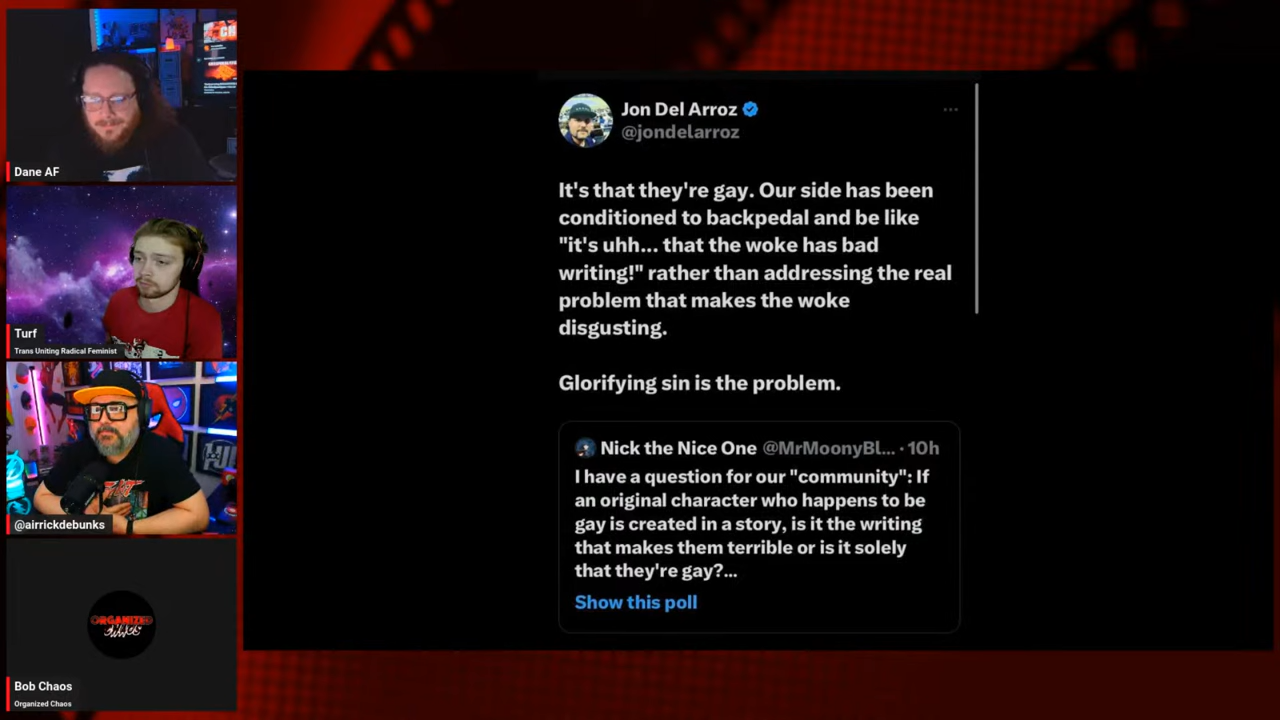 Dane AF
Turf
Trans Uniting Radical Feminist
@airrickdebunks
ORGANIZED
CHAOS
Bob Chaos
Organized Chaos
Jon Del Arroz
@jondelarroz
It's that they're gay. Our side has been
conditioned to backpedal and be like
"it's uhh... that the woke has bad
writing!" rather than addressing the real
problem that makes the woke
disgusting.
Glorifying sin is the problem.
Nick the Nice One @MrMoonyBl... · 10h
I have a question for our "community": If
an original character who happens to be
gay is created in a story, is it the writing
that makes them terrible or is it solely
that they're gay?...
Show this poll